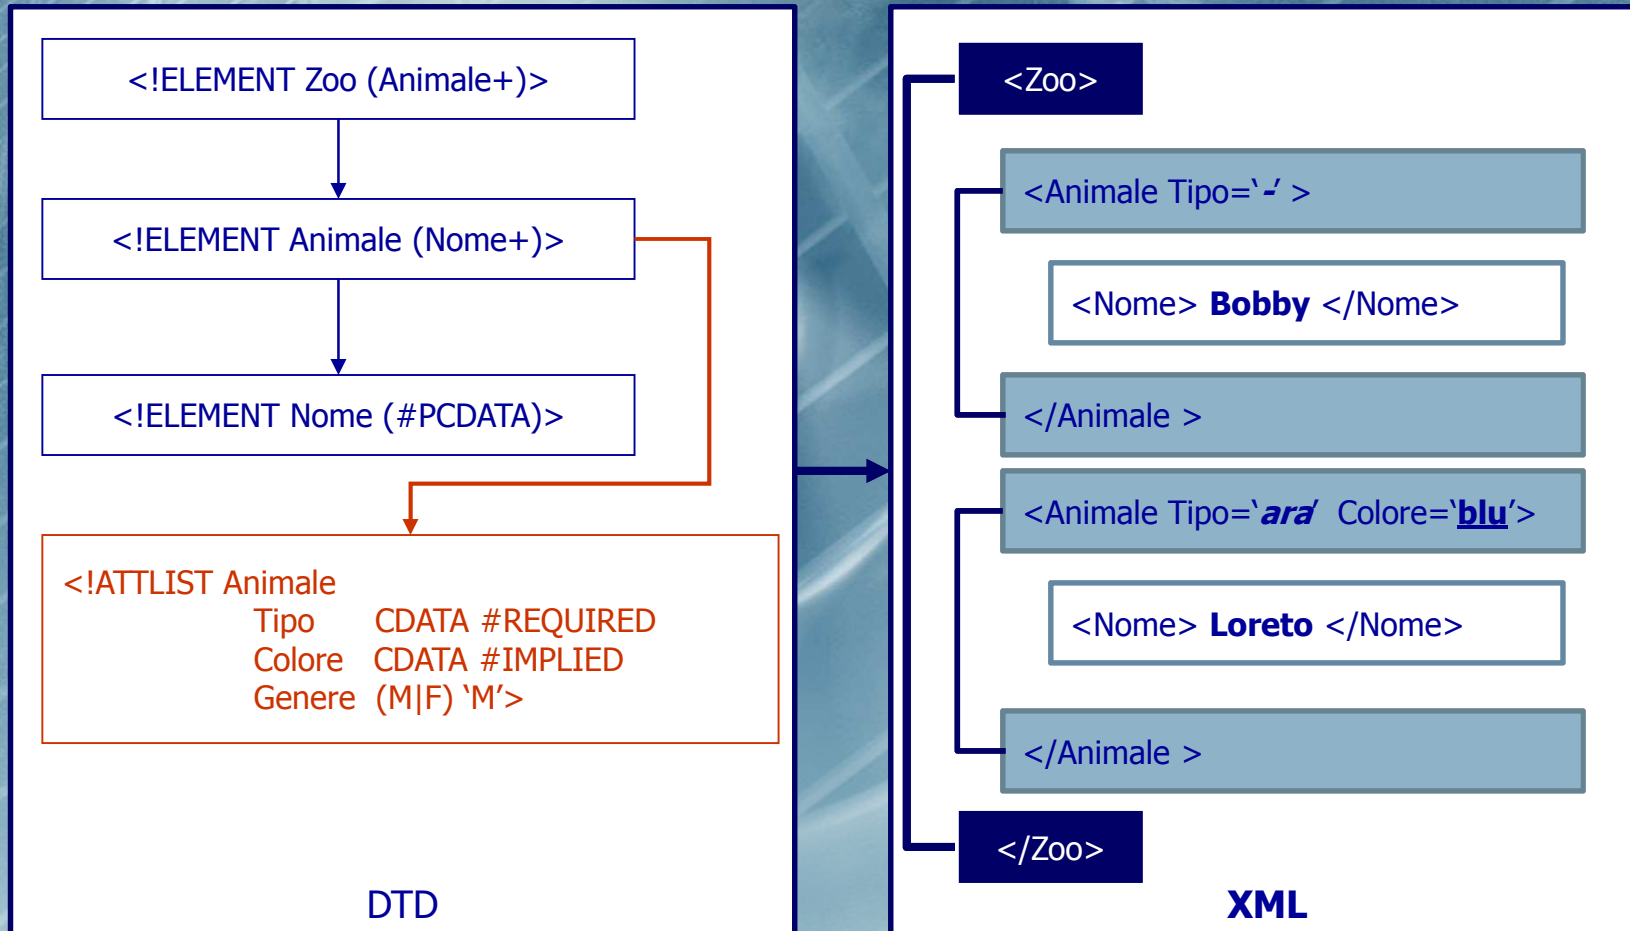 <!ELEMENT Zoo (Animale+)>
<!ELEMENT Animale (Nome+)>
<!ELEMENT Nome (#PCDATA)>
<!ATTLIST Animale
Tipo CDATA #REQUIRED
Colore CDATA #IMPLIED
Genere (M|F) ‘M’>
DTD
<Zoo>
<Animale Tipo=‘-’ >
<Nome> Bobby </Nome>
</Animale >
<Animale Tipo=‘ara’ Colore=‘blu’>
<Nome> Loreto </Nome>
</Animale >
</Zoo>
XML